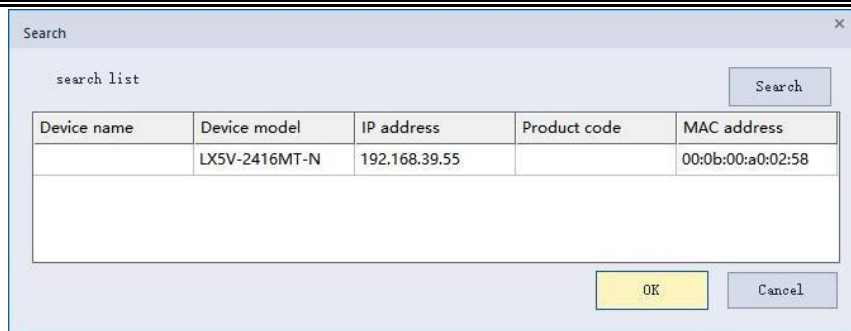 Search
search list
Search
Device name Device model IP address Product code MAC address
LX5V-2416MT-N 192.168.39.55 00:0b:00:a0:02:58
OK Cancel